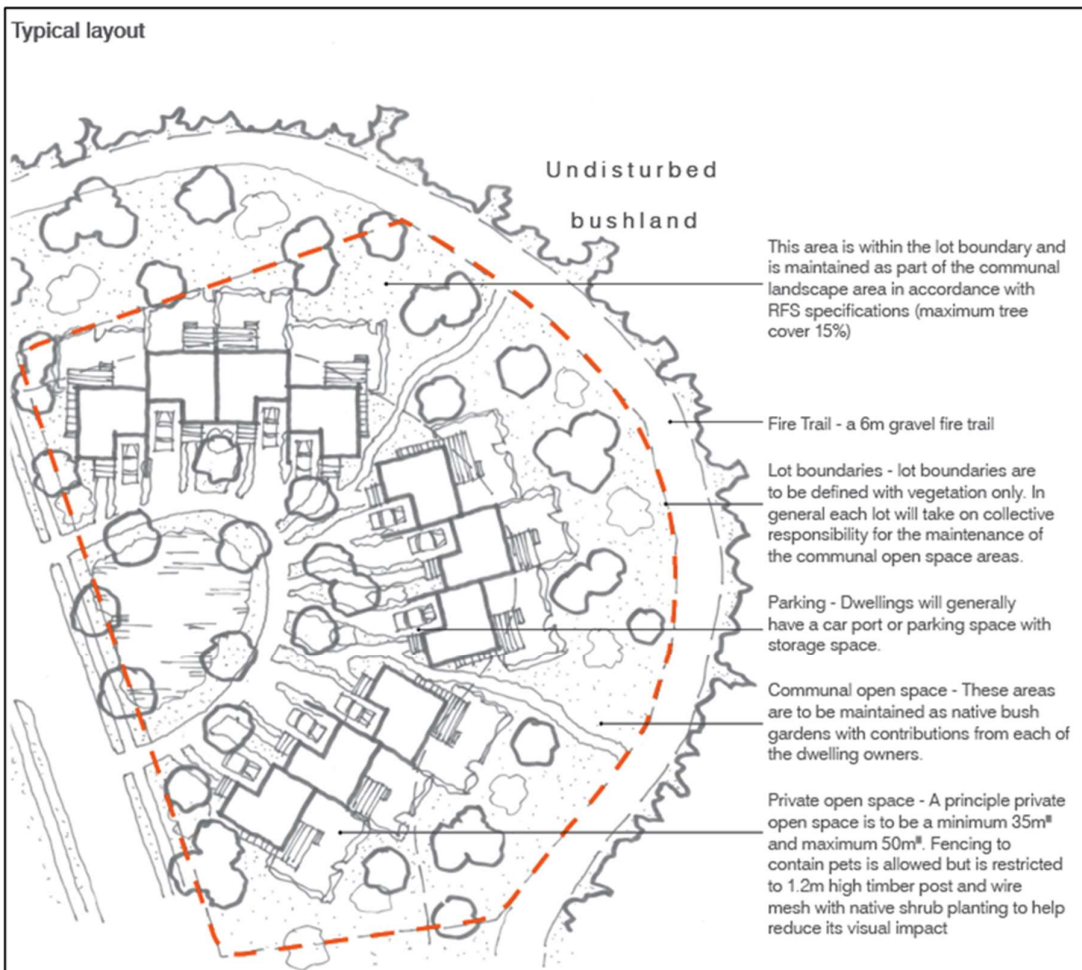 Typical layout
Undisturbed
bushland
This area is within the lot boundary and
is maintained as part of the communal
landscape area in accordance with
RFS specifications (maximum tree
cover 15%)
Fire Trail - a 6m gravel fire trail
Lot boundaries - lot boundaries are
to be defined with vegetation only. In
general each lot will take on collective
responsibility for the maintenance of
the communal open space areas.
Parking - Dwellings will generally
have a car port or parking space with
storage space.
Communal open space - These areas
are to be maintained as native bush
gardens with contributions from each of
the dwelling owners.
Private open space - A principle private
open space is to be a minimum 35m■
and maximum 50m■. Fencing to
contain pets is allowed but is restricted
to 1.2m high timber post and wire
mesh with native shrub planting to help
reduce its visual impact